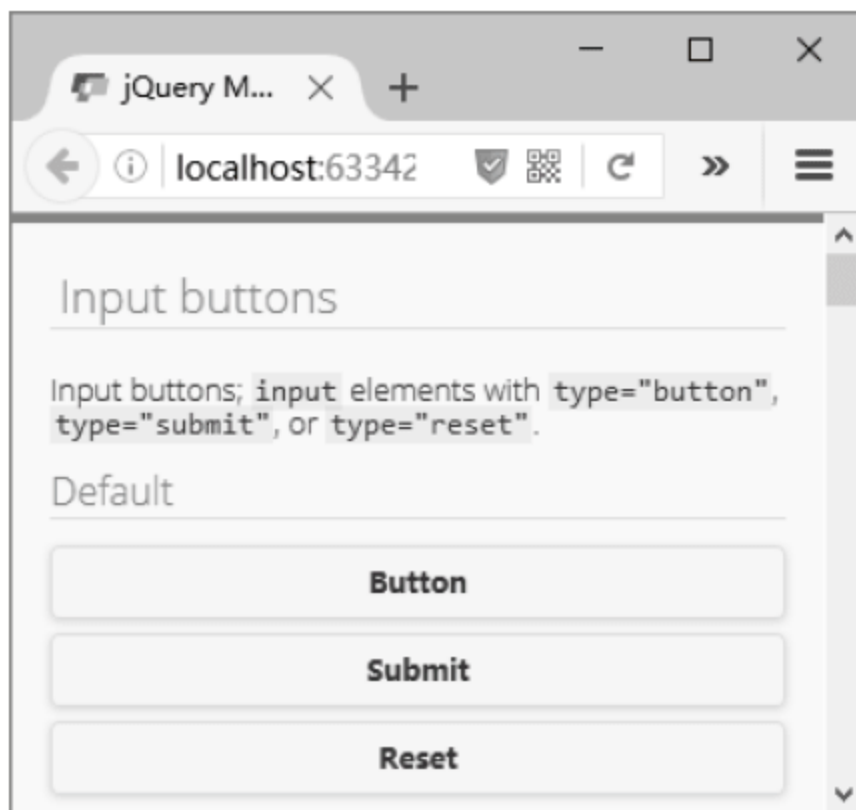 jQuery M...
localhost:63342
Input buttons
Input buttons; input elements with type="button",
type="submit", or type="reset".
Default
Button
Submit
Reset